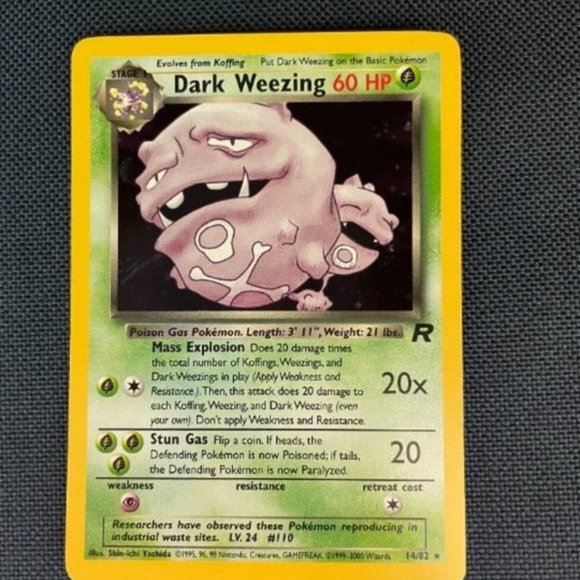 Evolves from Koffing Put Dark Weezing on the Basic Pokémon
STAGE 1
Dark Weezing 60 HP
Poison Gas Pokémon. Length: 3' 11", Weight: 21 lbs.
R
Mass Explosion Does 20 damage times
the total number of Koffings, Weezings, and
Dark Weezings in play (Apply Weakness and
Resistance.). Then, this attack does 20 damage to
each Koffing, Weezing, and Dark Weezing (even
your own). Don't apply Weakness and Resistance.
20x
Stun Gas Flip a coin. If heads, the
Defending Pokémon is now Poisoned; if tails,
the Defending Pokémon is now Paralyzed.
20
weakness resistance retreat cost
Researchers have observed these Pokémon reproducing in
industrial waste sites. LV. 24 #110
Illus. Shin-ichi Yoshida ©1995, 96, 98 Nintendo, Creatures, GAMEFREAK. ©1999-2000 Wizards. 14/82 ★